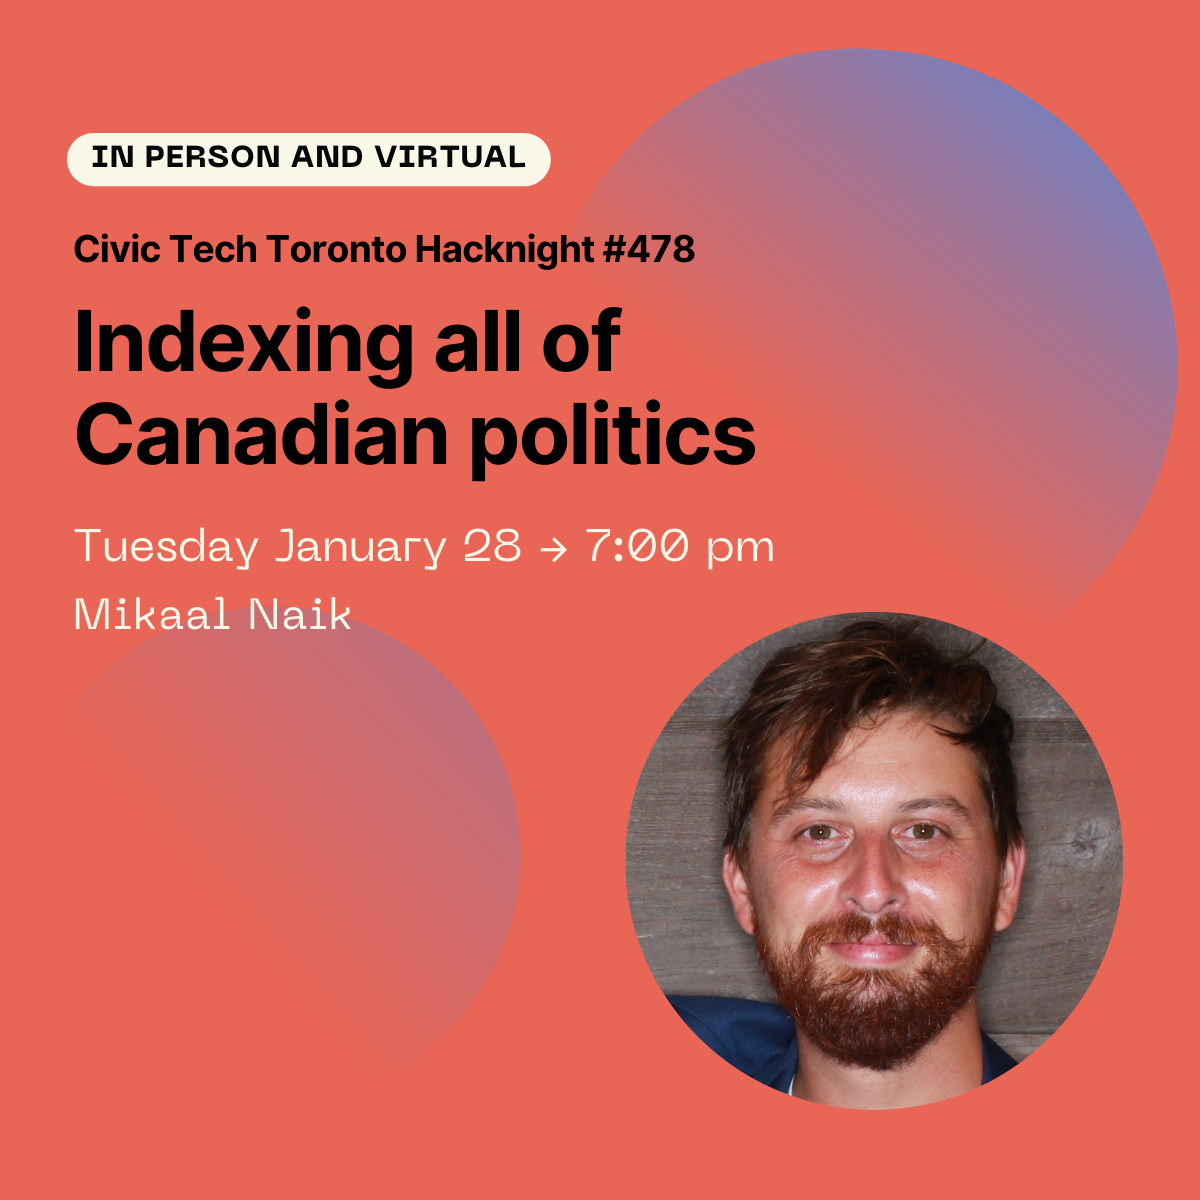 IN PERSON AND VIRTUAL
Civic Tech Toronto Hacknight #478
Indexing all of
Canadian politics
Tuesday January 28 → 7:00 pm
Mikaal Naik